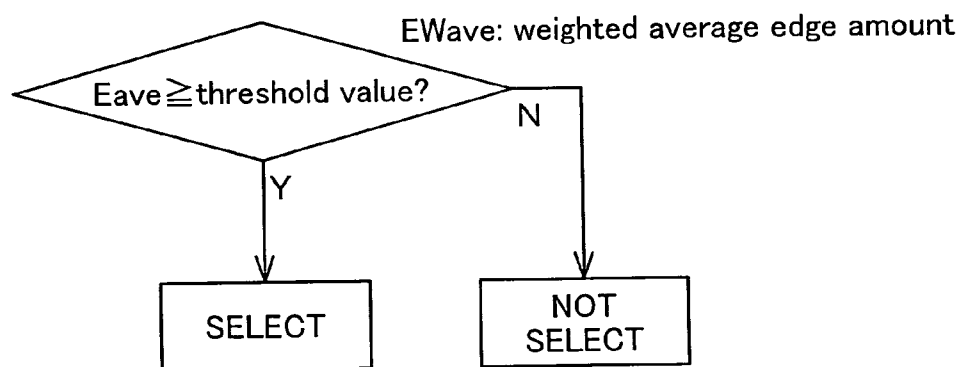 EWave: weighted average edge amount
Eave≧threshold value?
N
Y
SELECT
NOT
SELECT